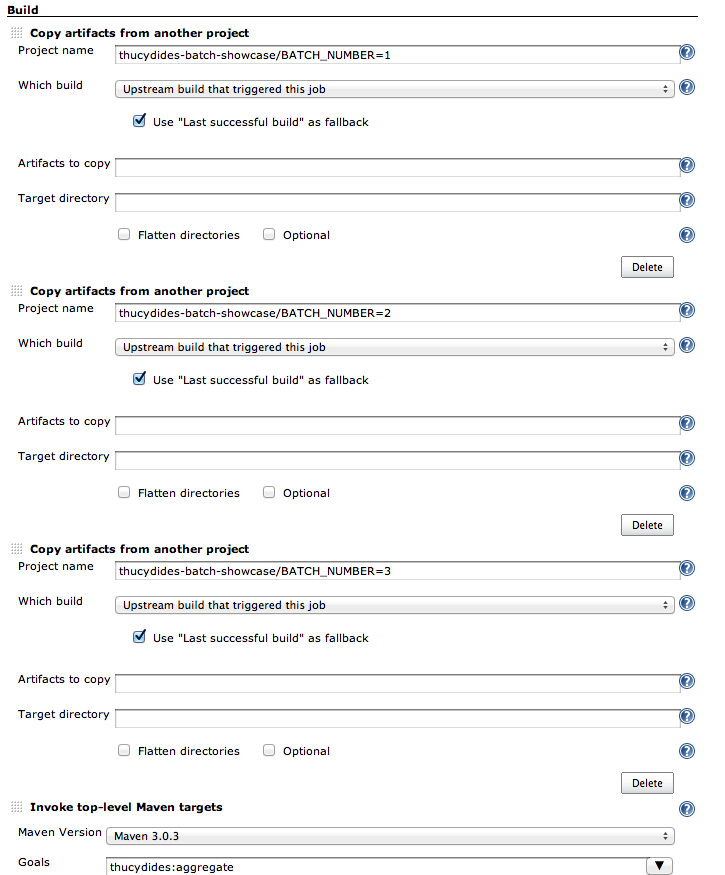 Build
Copy artifacts from another project
Project name thucydides-batch-showcase/BATCH_NUMBER=1
Which build Upstream build that triggered this job
Use "Last successful build" as fallback
Artifacts to copy
Target directory
Flatten directories Optional
Delete
Copy artifacts from another project
Project name thucydides-batch-showcase/BATCH_NUMBER=2
Which build Upstream build that triggered this job
Use "Last successful build" as fallback
Artifacts to copy
Target directory
Flatten directories Optional
Delete
Copy artifacts from another project
Project name thucydides-batch-showcase/BATCH_NUMBER=3
Which build Upstream build that triggered this job
Use "Last successful build" as fallback
Artifacts to copy
Target directory
Flatten directories Optional
Delete
Invoke top-level Maven targets
Maven Version Maven 3.0.3
Goals thucydides:aggregate